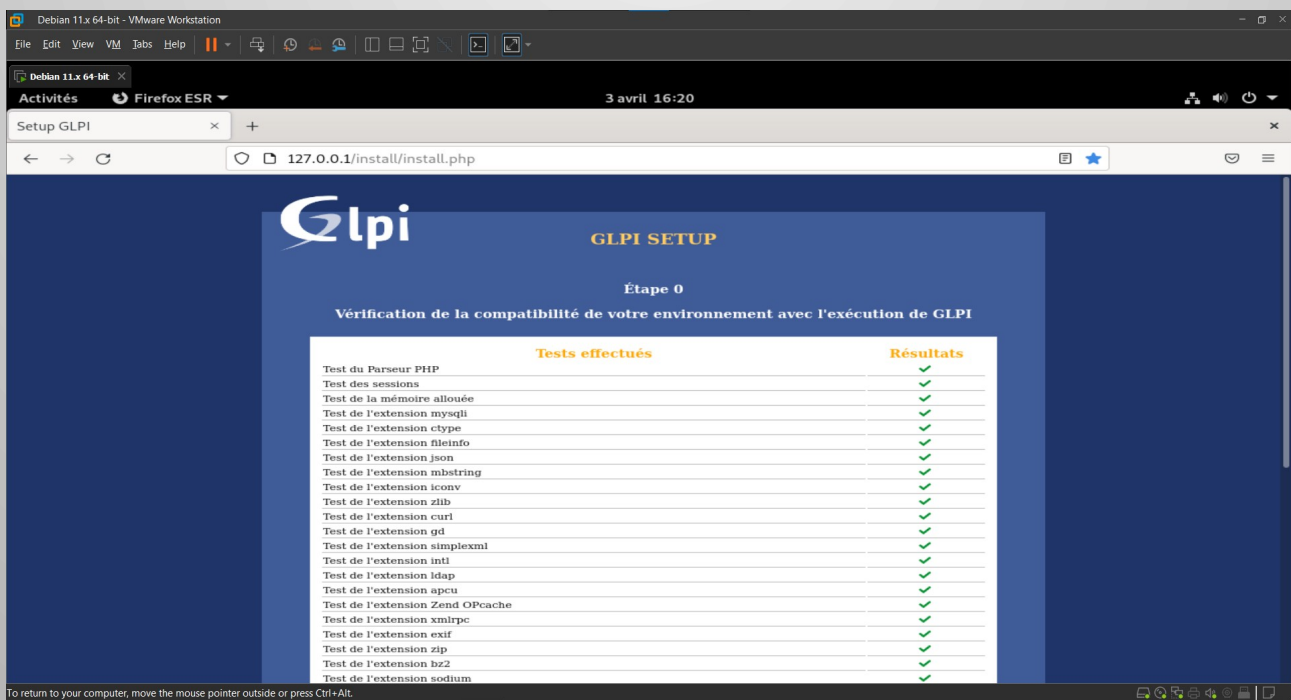 Debian 11.x 64-bit - VMware Workstation
File Edit View VM Tabs Help
Debian 11.x 64-bit
Activités Firefox ESR 3 avril 16:20
Setup GLPI
127.0.0.1/install/install.php
Glpi
GLPI SETUP
Étape 0
Vérification de la compatibilité de votre environnement avec l'exécution de GLPI
Tests effectués Résultats
Test du Parseur PHP
Test des sessions
Test de la mémoire allouée
Test de l'extension mysqli
Test de l'extension ctype
Test de l'extension fileinfo
Test de l'extension json
Test de l'extension mbstring
Test de l'extension iconv
Test de l'extension zlib
Test de l'extension curl
Test de l'extension gd
Test de l'extension simplexml
Test de l'extension intl
Test de l'extension ldap
Test de l'extension apcu
Test de l'extension Zend OPcache
Test de l'extension xmlrpc
Test de l'extension exif
Test de l'extension zip
Test de l'extension bz2
Test de l'extension sodium
To return to your computer, move the mouse pointer outside or press Ctrl+Alt.